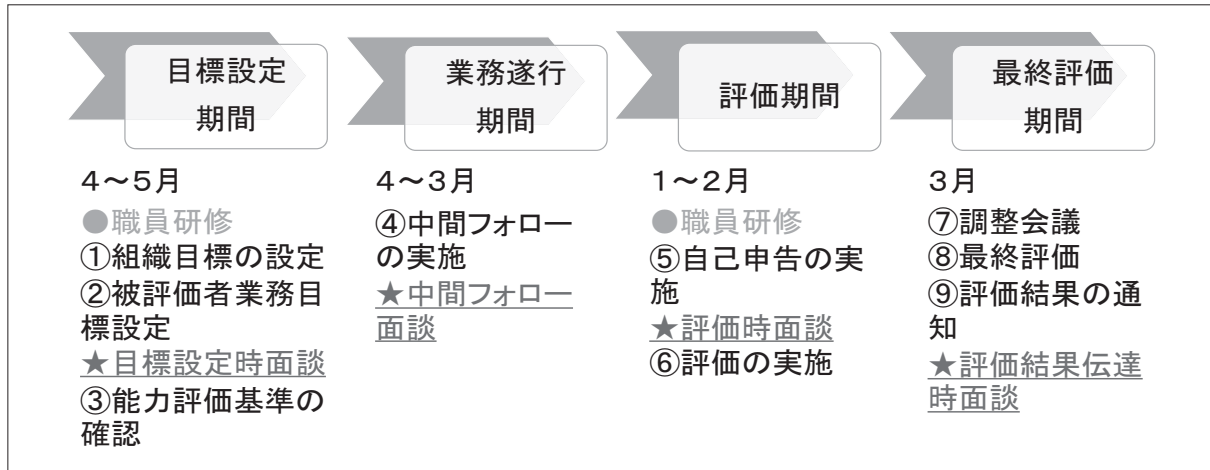 目標設定
期間
4～5月
●職員研修
①組織目標の設定
②被評価者業務目
標設定
★目標設定時面談
③能力評価基準の
確認
業務遂行
期間
4～3月
④中間フォロー
の実施
★中間フォロー
面談
評価期間
1～2月
●職員研修
⑤自己申告の実
施
★評価時面談
⑥評価の実施
最終評価
期間
3月
⑦調整会議
⑧最終評価
⑨評価結果の通
知
★評価結果伝達
時面談